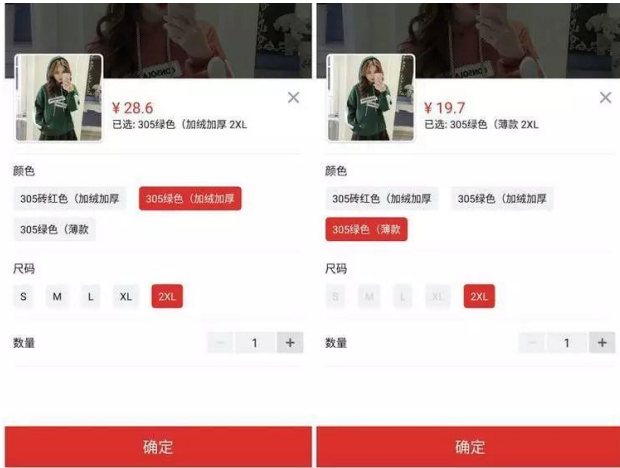 ¥ 28.6
已选: 305绿色（加绒加厚 2XL
颜色
305砖红色（加绒加厚 305绿色（加绒加厚
305绿色（薄款
尺码
S M L XL 2XL
数量
1
确定
¥ 19.7
已选: 305绿色（薄款 2XL
颜色
305砖红色（加绒加厚 305绿色（加绒加厚
305绿色（薄款
尺码
S M L XL 2XL
数量
1
确定